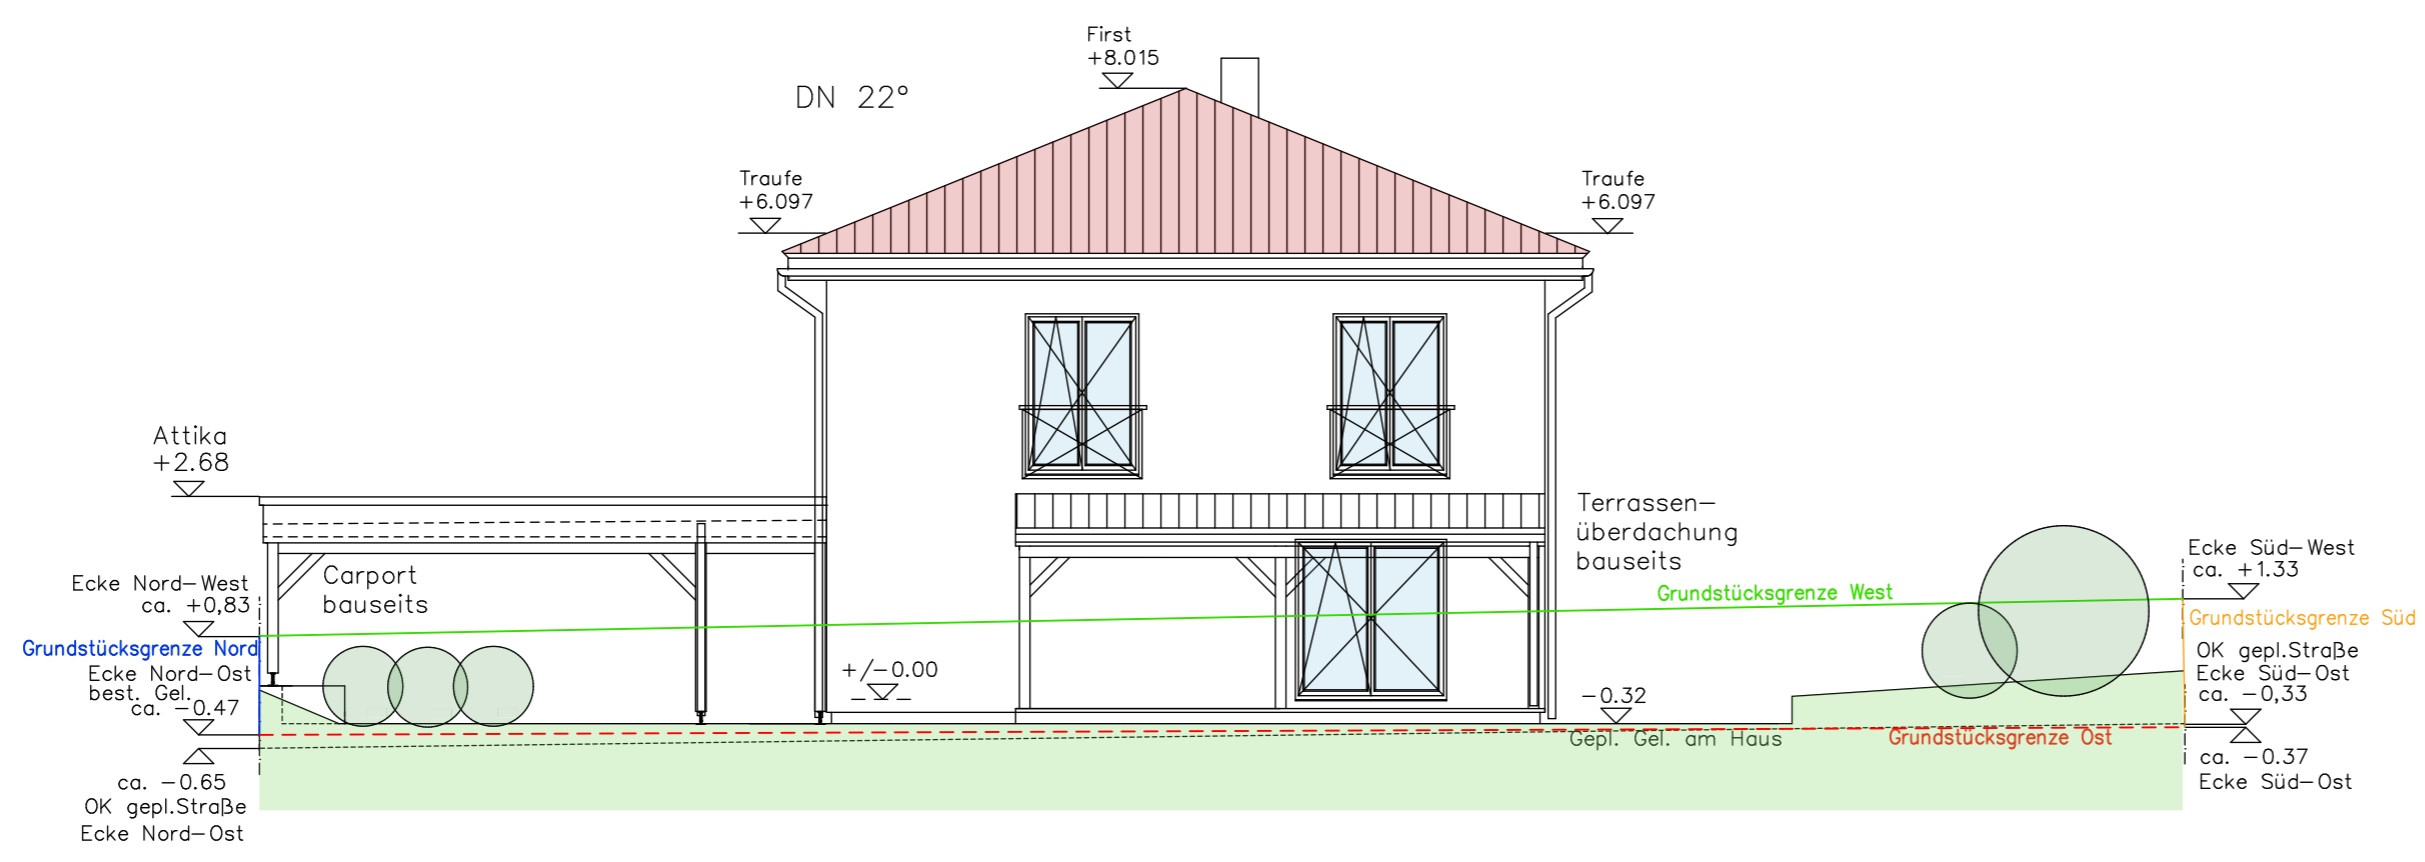 First
+8.015
DN 22°
Traufe
+6.097
Traufe
+6.097
Attika
+2.68
Carport
bauseits
Terrassen-
überdachung
bauseits
Ecke Nord-West
ca. +0,83
Grundstücksgrenze Nord
Ecke Nord-Ost
best. Gel.
ca. -0.47
ca. -0.65
OK gepl.Straße
Ecke Nord-Ost
+/-0.00
-0.32
Gepl. Gel. am Haus
Grundstücksgrenze West
Grundstücksgrenze Ost
Ecke Süd-West
ca. +1.33
Grundstücksgrenze Süd
OK gepl.Straße
Ecke Süd-Ost
ca. -0,33
ca. -0.37
Ecke Süd-Ost